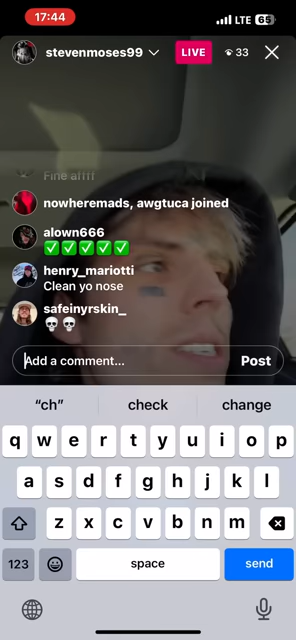 17:44
LTE 65
stevenmoses99
LIVE
33
Fine affff
nowheremads, awgtuca joined
alown666
✅✅✅✅✅
henry_mariotti
Clean yo nose
safeinyrskin_
💀💀
Add a comment...
Post
“ch” check change
q w e r t y u i o p
a s d f g h j k l
z x c v b n m
123 space send